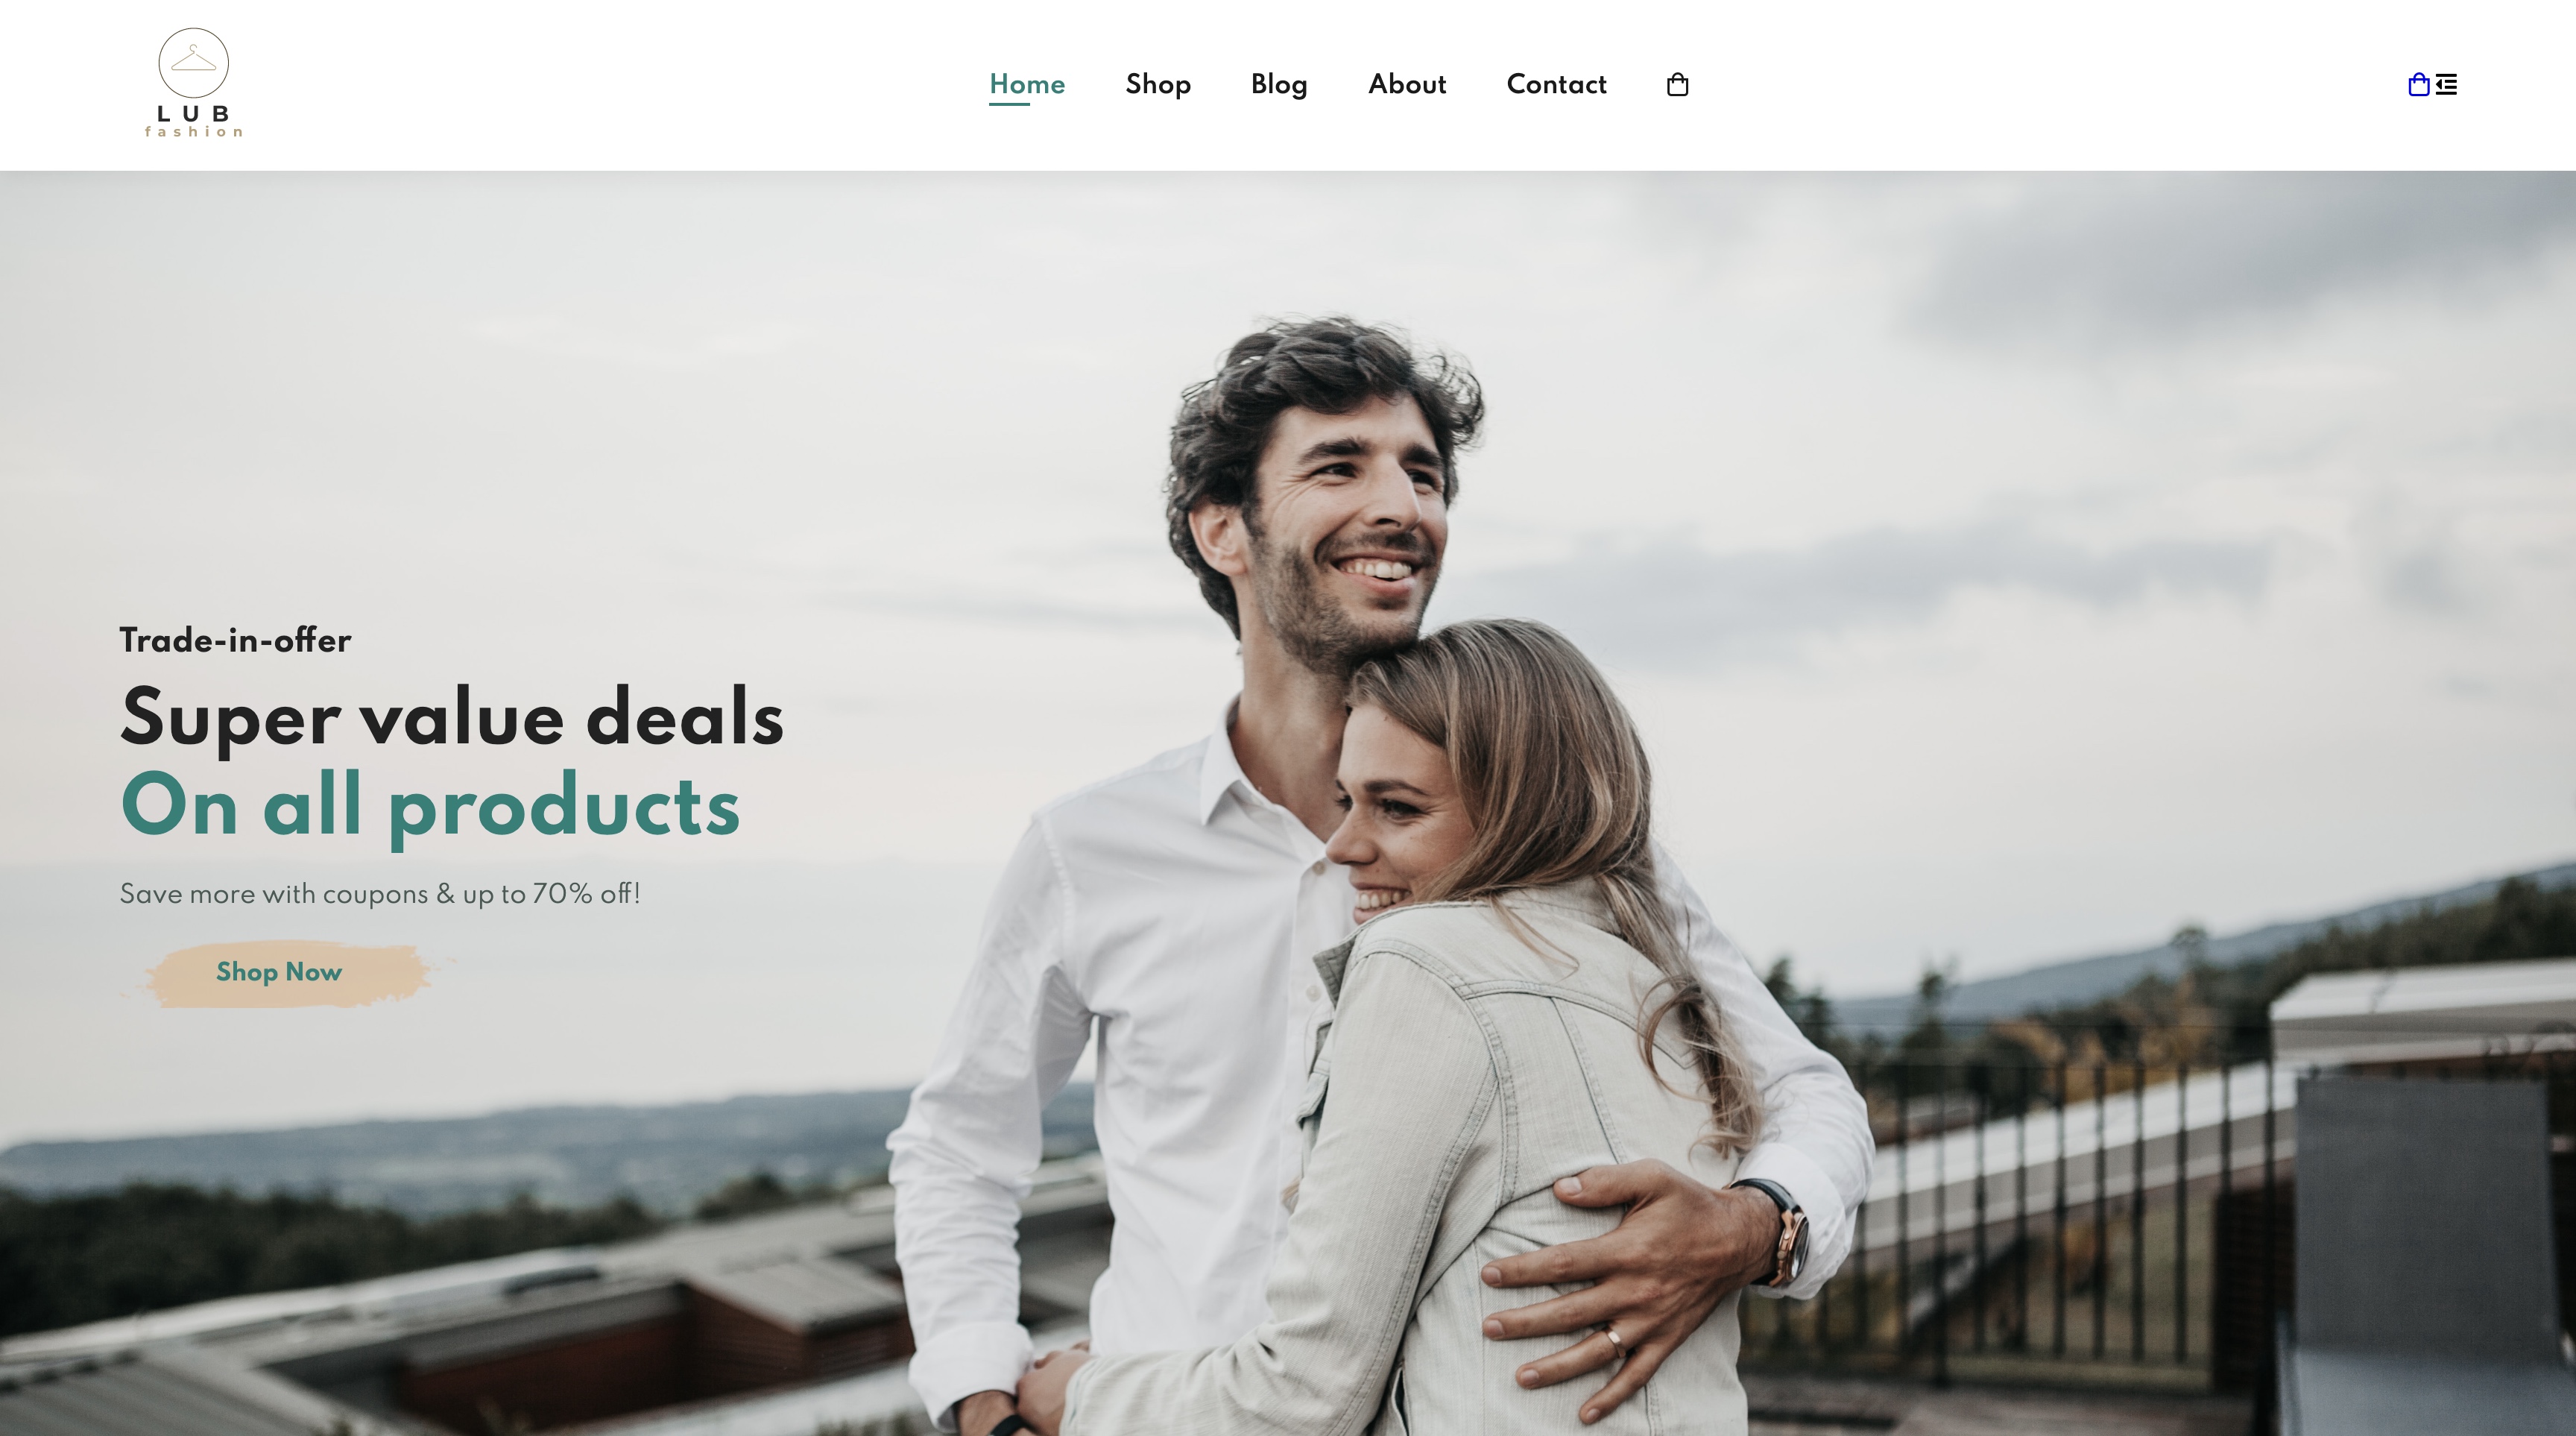 LUB
fashion
Home Shop Blog About Contact
Trade-in-offer
Super value deals
On all products
Save more with coupons & up to 70% off!
Shop Now